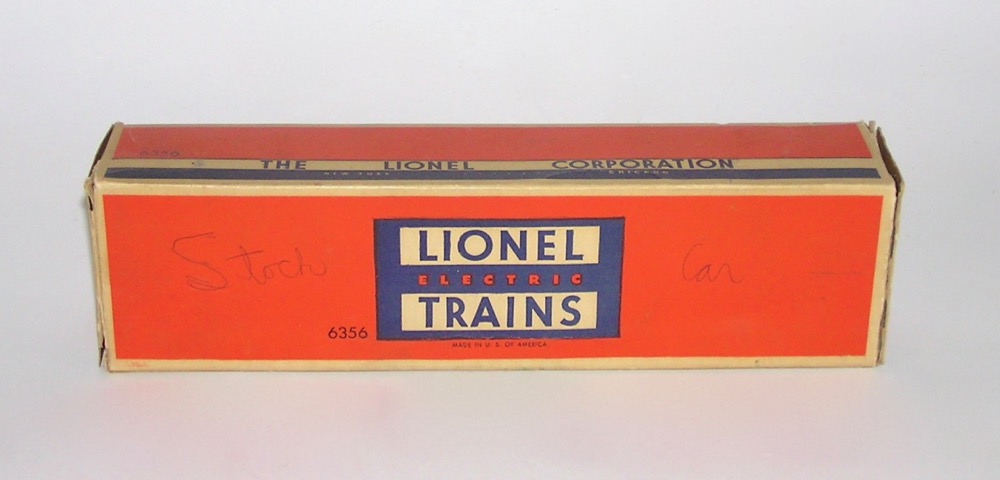 6356
THE LIONEL CORPORATION
NEW YORK CHICAGO
Stock Car
LIONEL
ELECTRIC
TRAINS
6356
MADE IN U. S. OF AMERICA